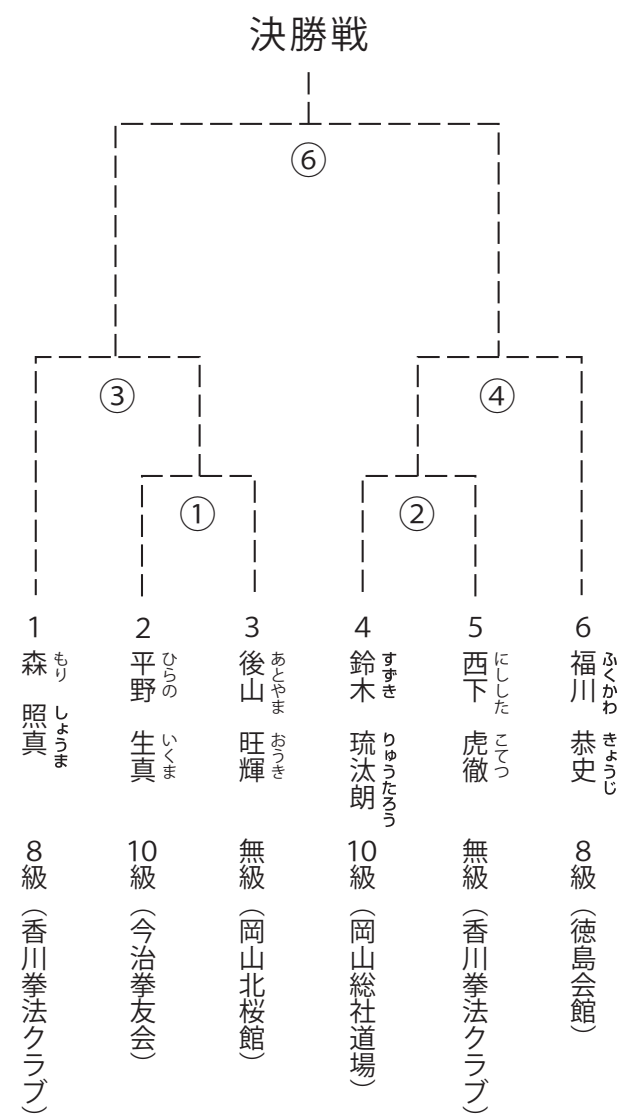 決勝戦
⑥
③
④
①
②
1
森 照真
もり しょうま
8級（香川拳法クラブ）
2
平野 生真
ひらの いくま
10級（今治拳友会）
3
後山 旺輝
あとやま おうき
無級（岡山北桜館）
4
鈴木 琉汰朗
すずき りゅうたろう
10級（岡山総社道場）
5
西下 虎徹
にしした こてつ
無級（香川拳法クラブ）
6
福川 恭史
ふくかわ きょうじ
8級（徳島会館）